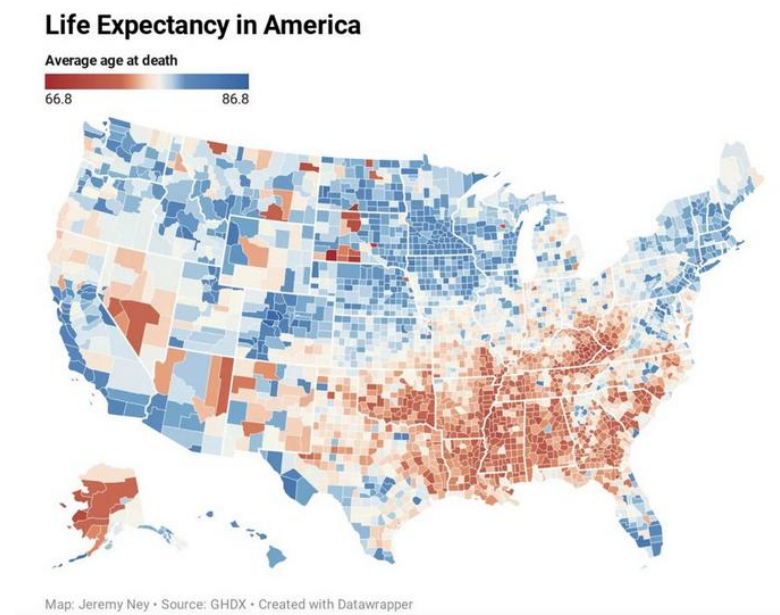 Life Expectancy in America
Average age at death
66.8 86.8
Map: Jeremy Ney • Source: GHDX • Created with Datawrapper